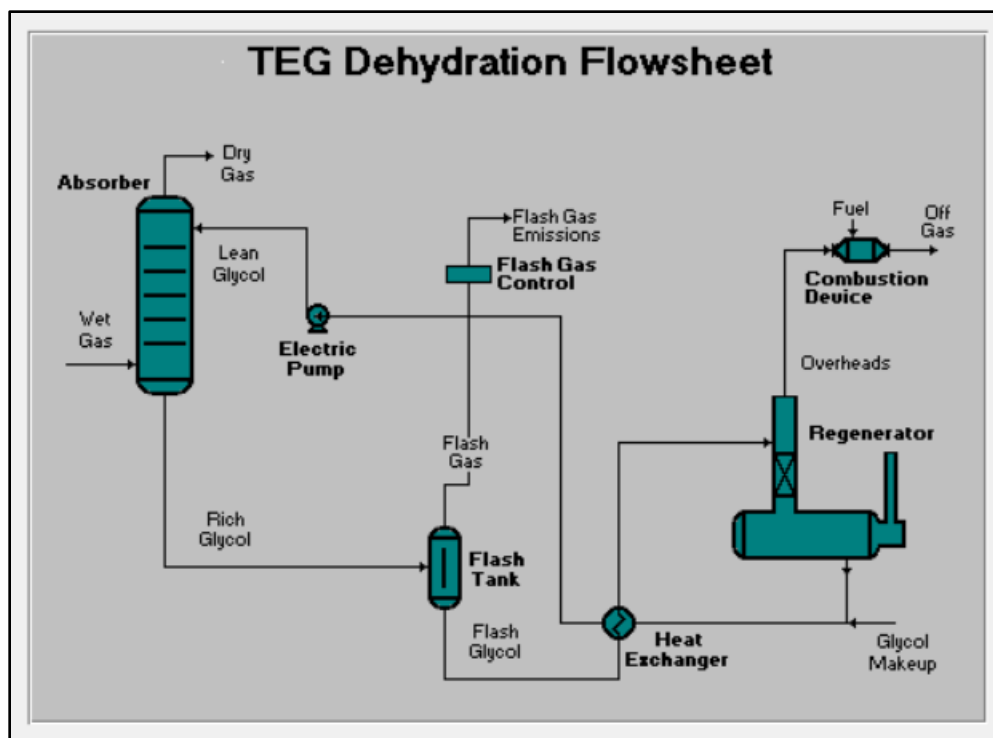 TEG Dehydration Flowsheet
Dry
Gas
Absorber
Lean
Glycol
Wet
Gas
Electric
Pump
Flash Gas
Emissions
Flash Gas
Control
Fuel
Off
Gas
Combustion
Device
Overheads
Regenerator
Flash
Gas
Rich
Glycol
Flash
Tank
Flash
Glycol
Heat
Exchanger
Glycol
Makeup